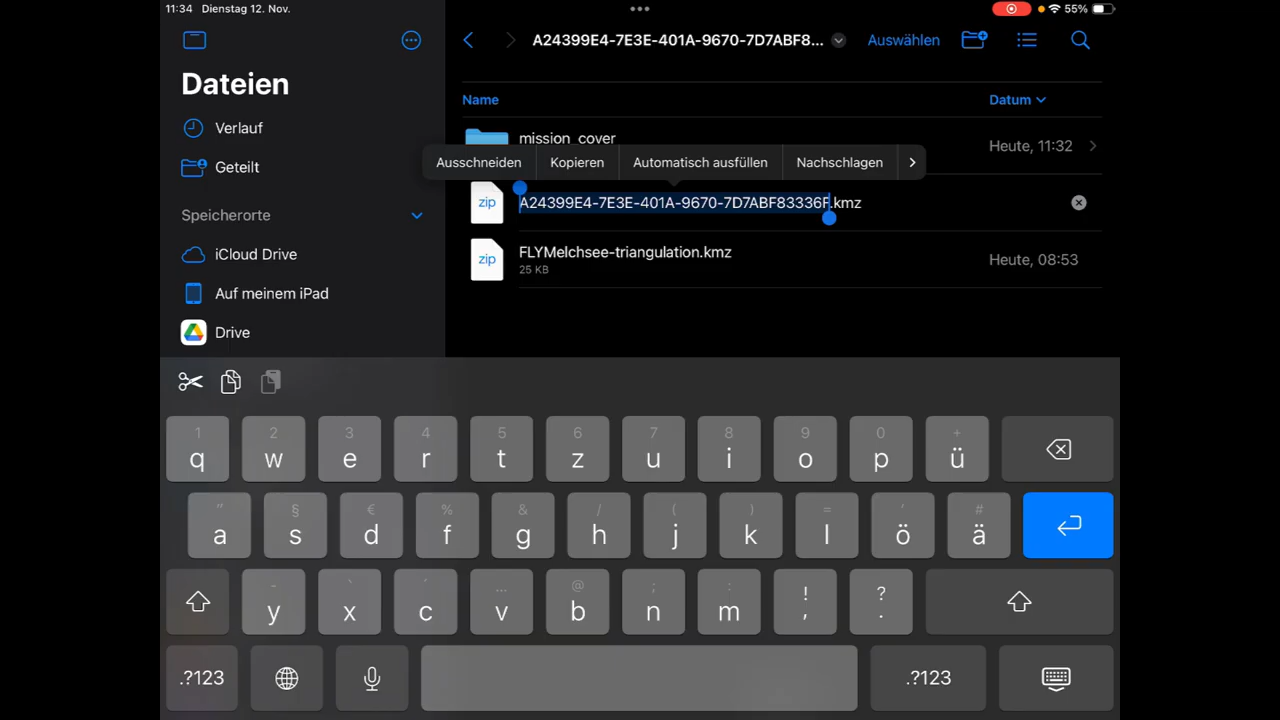 11:34 Dienstag 12. Nov.
55%
Dateien
Verlauf
Geteilt
Speicherorte
iCloud Drive
Auf meinem iPad
Drive
A24399E4-7E3E-401A-9670-7D7ABF8...
Auswählen
Name
Datum
mission_cover
Heute, 11:32
Ausschneiden
Kopieren
Automatisch ausfüllen
Nachschlagen
zip
A24399E4-7E3E-401A-9670-7D7ABF83336F.kmz
zip
FLYMelchsee-triangulation.kmz
25 KB
Heute, 08:53
1 2 3 4 5 6 7 8 9 0 +
q w e r t z u i o p ü
" § € % & / ( ) = ' #
a s d f g h j k l ö ä
- ` ´ ... @ ; : ! ?
y x c v b n m , .
.?123
.?123